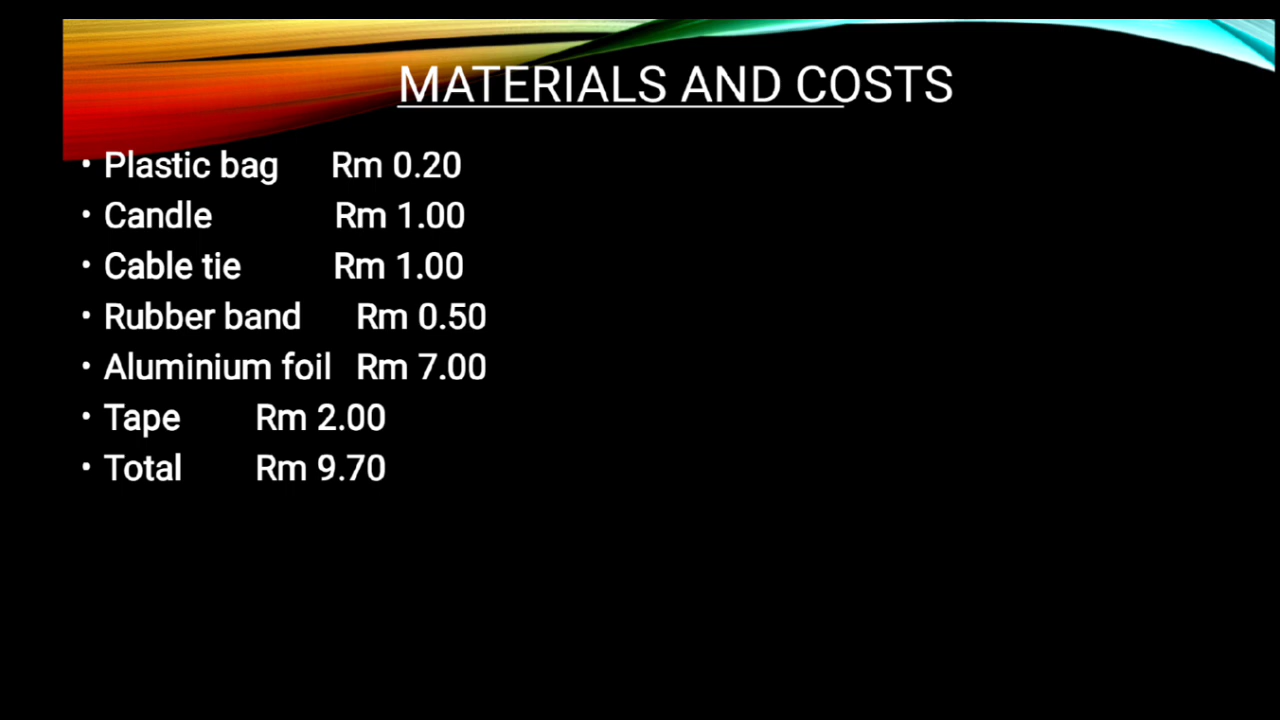 MATERIALS AND COSTS
• Plastic bag Rm 0.20
• Candle Rm 1.00
• Cable tie Rm 1.00
• Rubber band Rm 0.50
• Aluminium foil Rm 7.00
• Tape Rm 2.00
• Total Rm 9.70